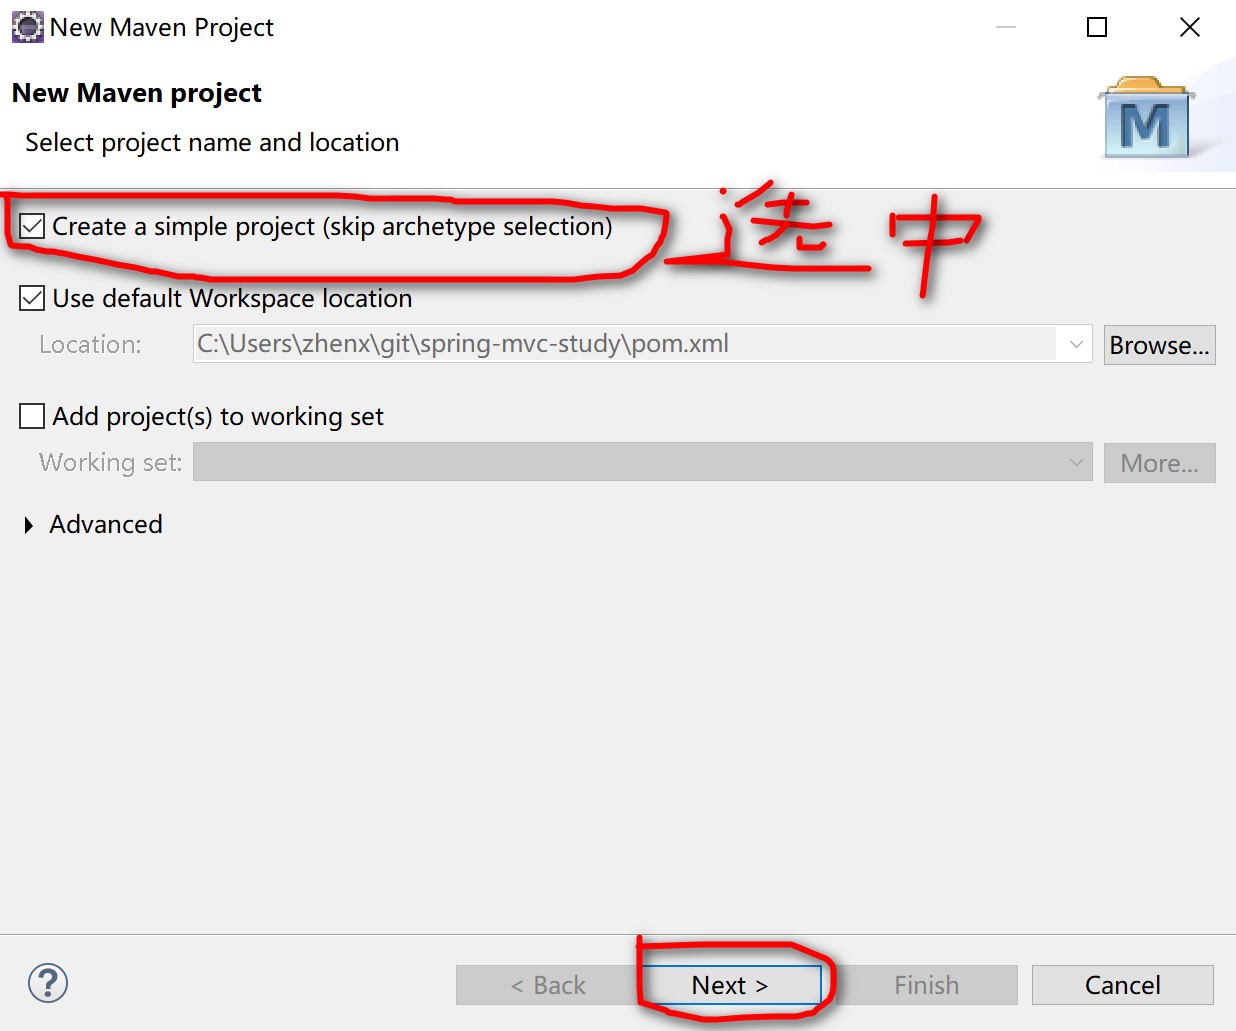 New Maven Project
New Maven project
Select project name and location
M
Create a simple project (skip archetype selection) 选中
Use default Workspace location
Location: C:\Users\zhenx\git\spring-mvc-study\pom.xml Browse...
Add project(s) to working set
Working set: More...
Advanced
? < Back Next > Finish Cancel